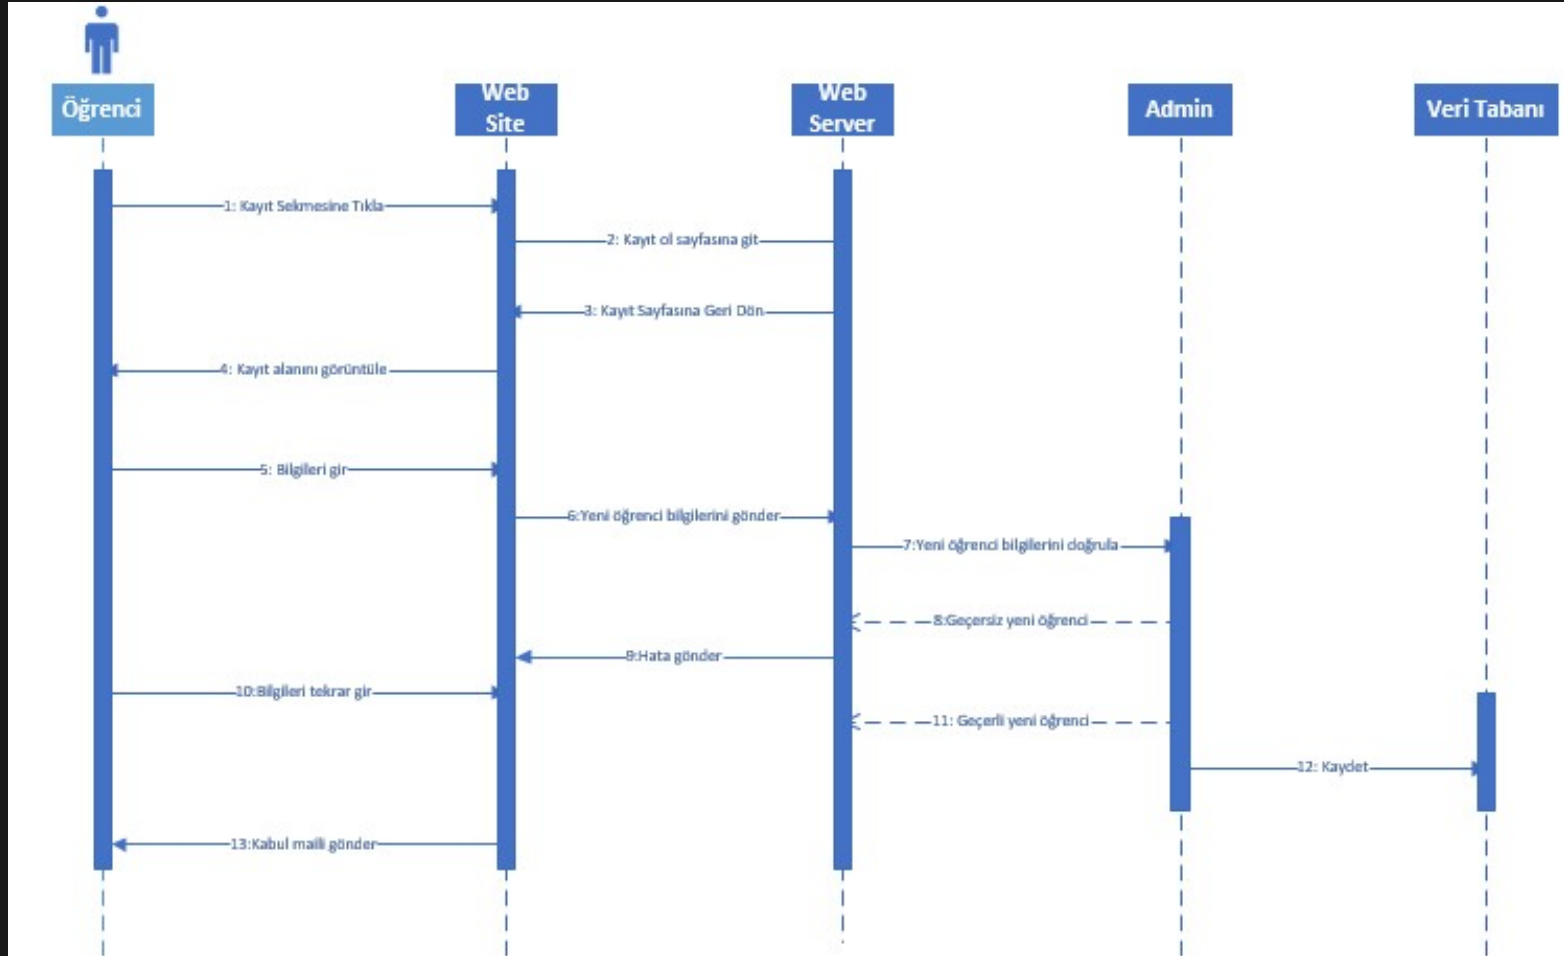 Öğrenci
Web
Site
Web
Server
Admin
Veri Tabanı
1: Kayıt Sekmesine Tıkla
2: Kayıt ol sayfasına git
3: Kayıt Sayfasına Geri Dön
4: Kayıt alanını görüntüle
5: Bilgileri gir
6:Yeni öğrenci bilgilerini gönder
7:Yeni öğrenci bilgilerini doğrula
8:Geçersiz yeni öğrenci
9:Hata gönder
10:Bilgileri tekrar gir
11: Geçerli yeni öğrenci
12: Kaydet
13:Kabul maili gönder